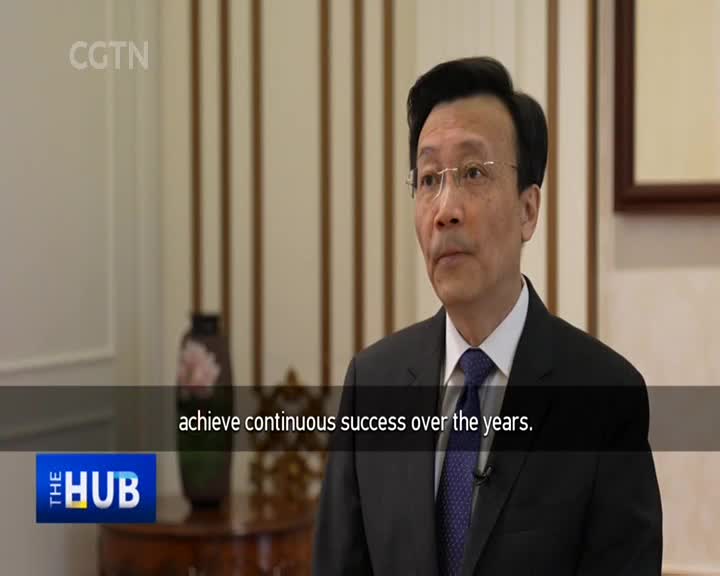 CGTN
achieve continuous success over the years.
THE HUB